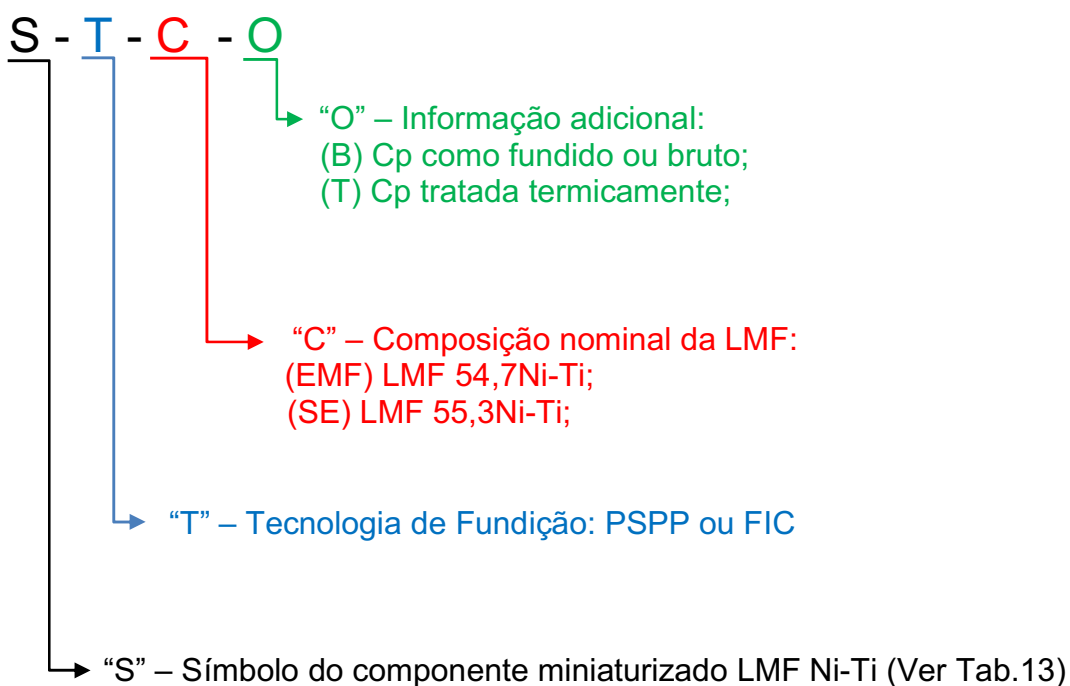 S - T - C - O
“O” – Informação adicional:
(B) Cp como fundido ou bruto;
(T) Cp tratada termicamente;
“C” – Composição nominal da LMF:
(EMF) LMF 54,7Ni-Ti;
(SE) LMF 55,3Ni-Ti;
“T” – Tecnologia de Fundição: PSPP ou FIC
“S” – Símbolo do componente miniaturizado LMF Ni-Ti (Ver Tab.13)